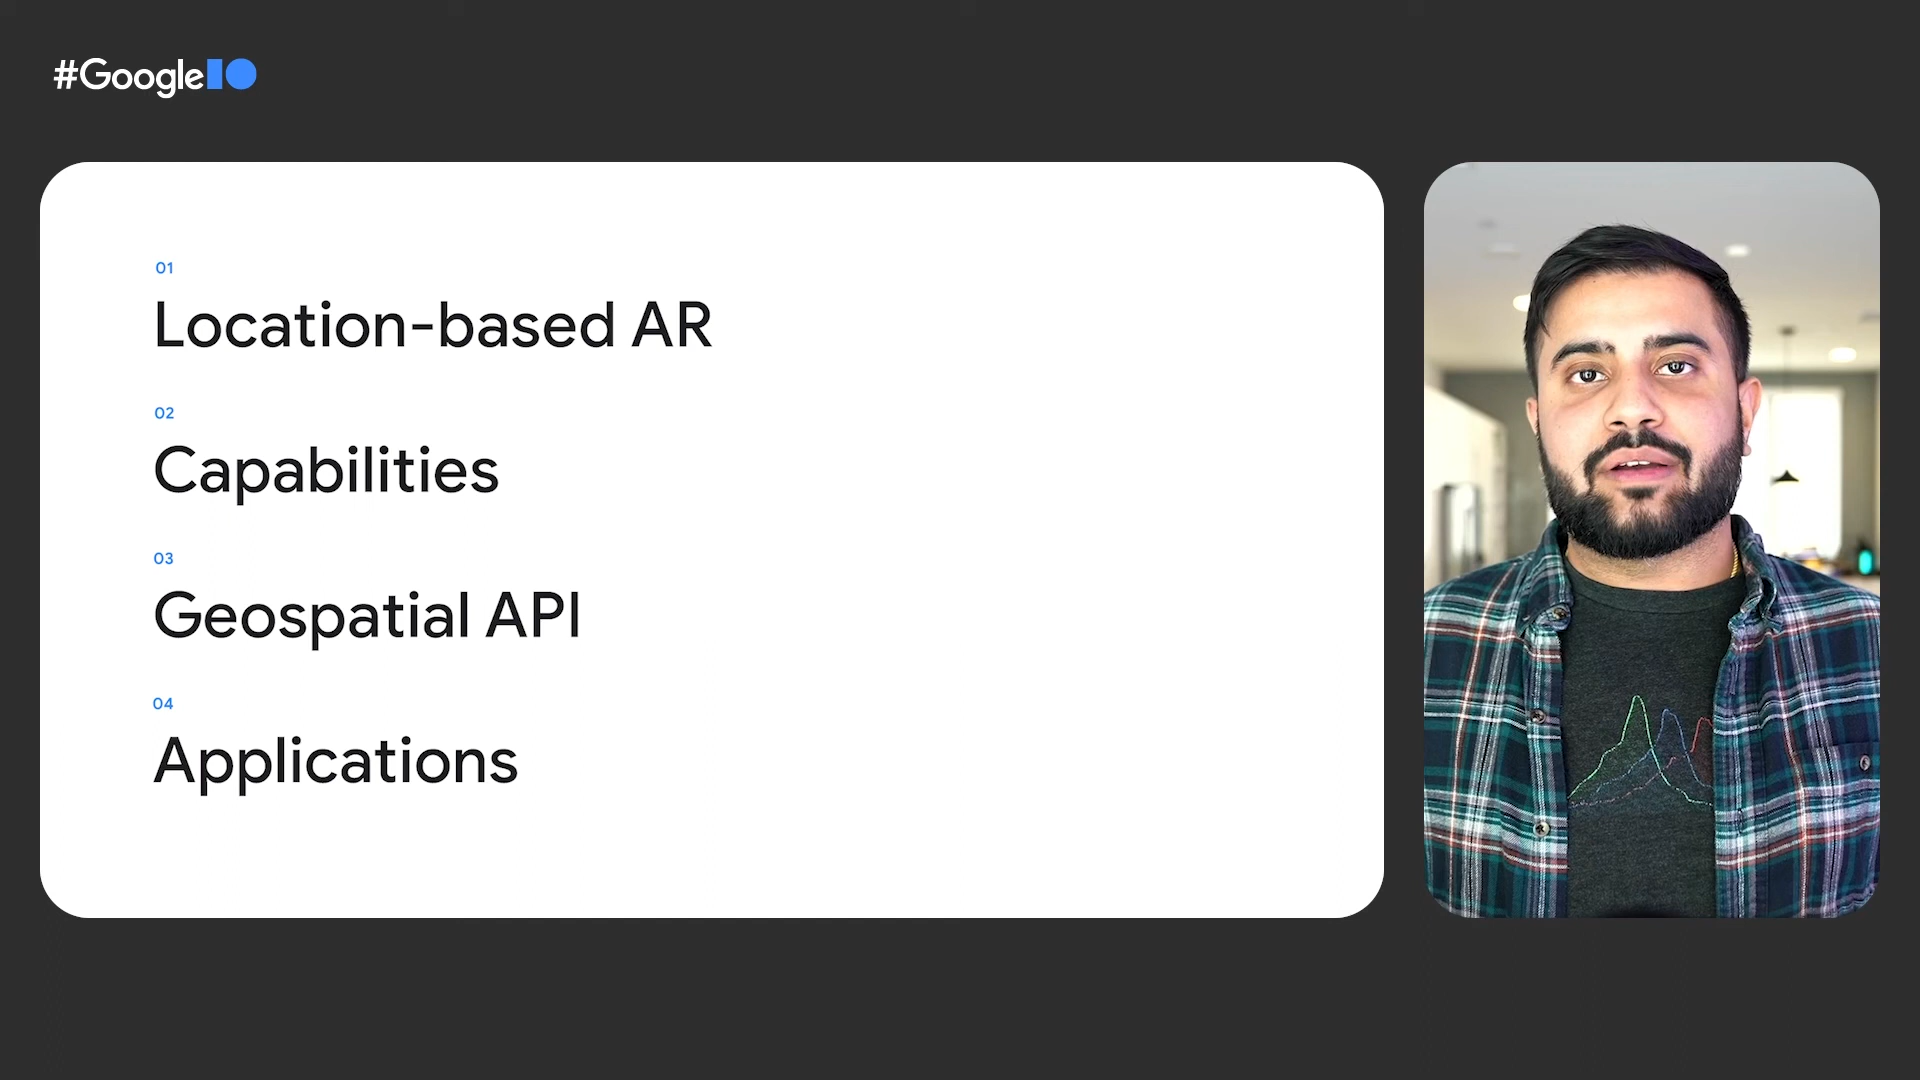 #GoogleIO
01
Location-based AR
02
Capabilities
03
Geospatial API
04
Applications